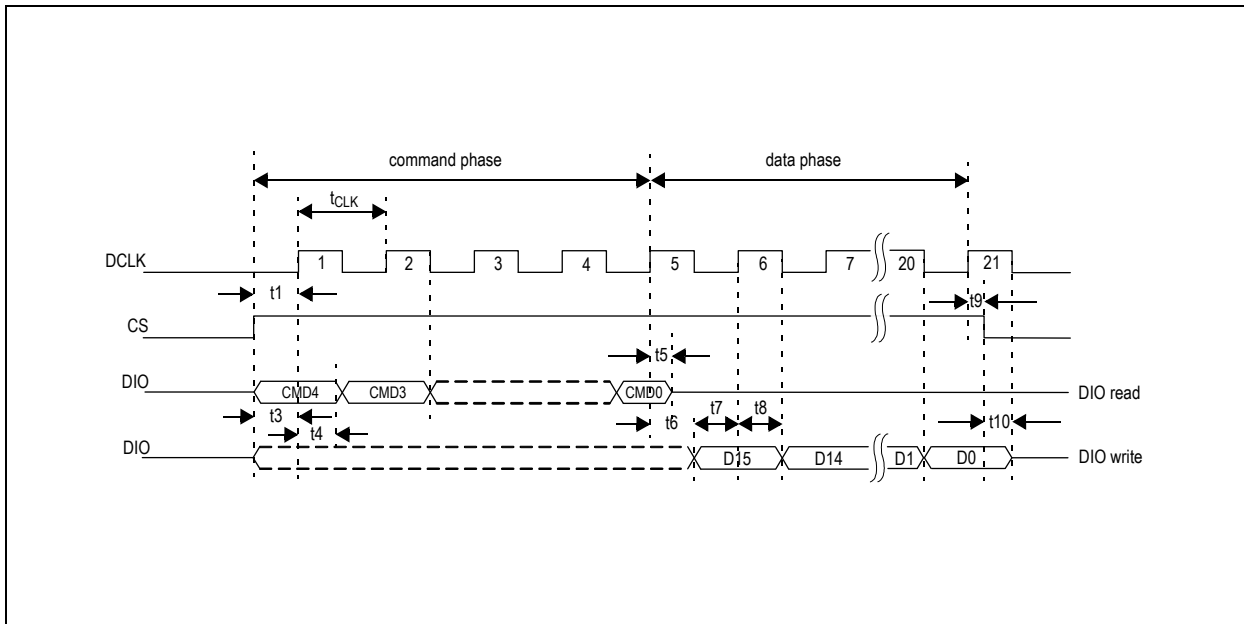 command phase data phase
tCLK
DCLK 1 2 3 4 5 6 7 20 21
t1 t9
CS
t5
DIO CMD4 CMD3 CMD0 DIO read
t3 t6 t7 t8 t10
t4
DIO D15 D14 D1 D0 DIO write